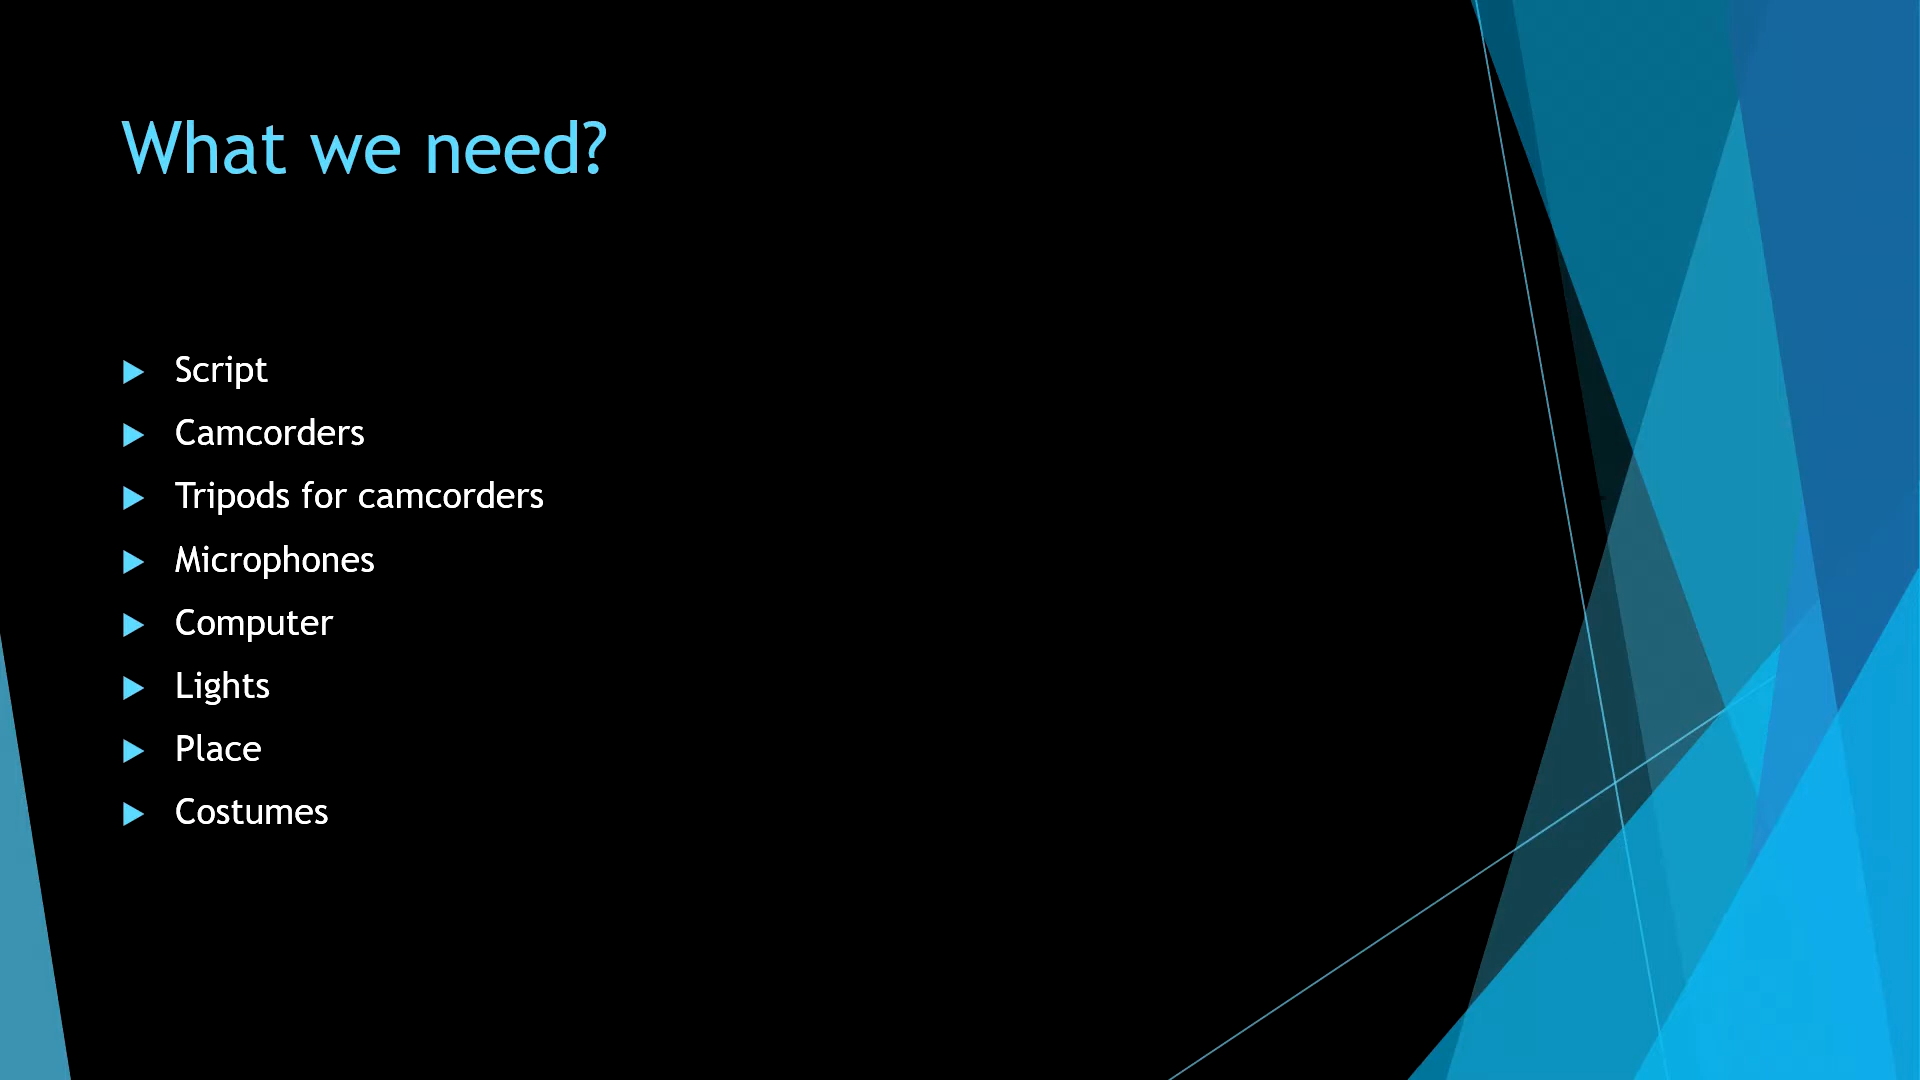 What we need?
Script
Camcorders
Tripods for camcorders
Microphones
Computer
Lights
Place
Costumes